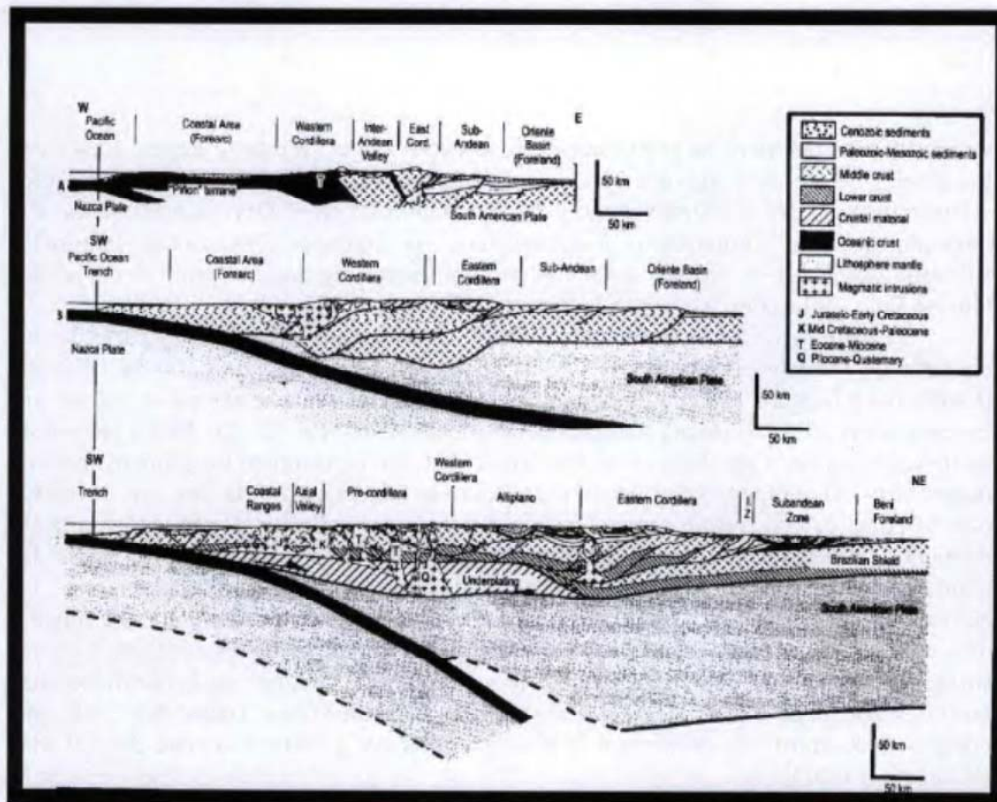 W
E
Pacific Ocean
Coastal Area (Forearc)
Western Cordillera
Inter-Andean Valley
East Cord.
Sub-Andean
Oriente Basin (Foreland)
A
"Piñon" terrane
T
Nazca Plate
South American Plate
50 km
50 km
SW
Pacific Ocean Trench
Coastal Area (Forearc)
Western Cordillera
Eastern Cordillera
Sub-Andean
Oriente Basin (Foreland)
B
Nazca Plate
South American Plate
50 km
50 km
SW
NE
Trench
Coastal Ranges
Axial Valley
Pre-cordillera
Western Cordillera
Altiplano
Eastern Cordillera
Subandean Zone
Beni Foreland
Q
Underplating
Brazilian Shield
South American Plate
50 km
50 km
Cenozoic sediments
Paleozoic-Mesozoic sediments
Middle crust
Lower crust
Crustal material
Oceanic crust
Lithosphere mantle
Magmatic intrusions
J Jurassic-Early Cretaceous
K Mid Cretaceous-Paleocene
T Eocene-Miocene
Q Pliocene-Quaternary